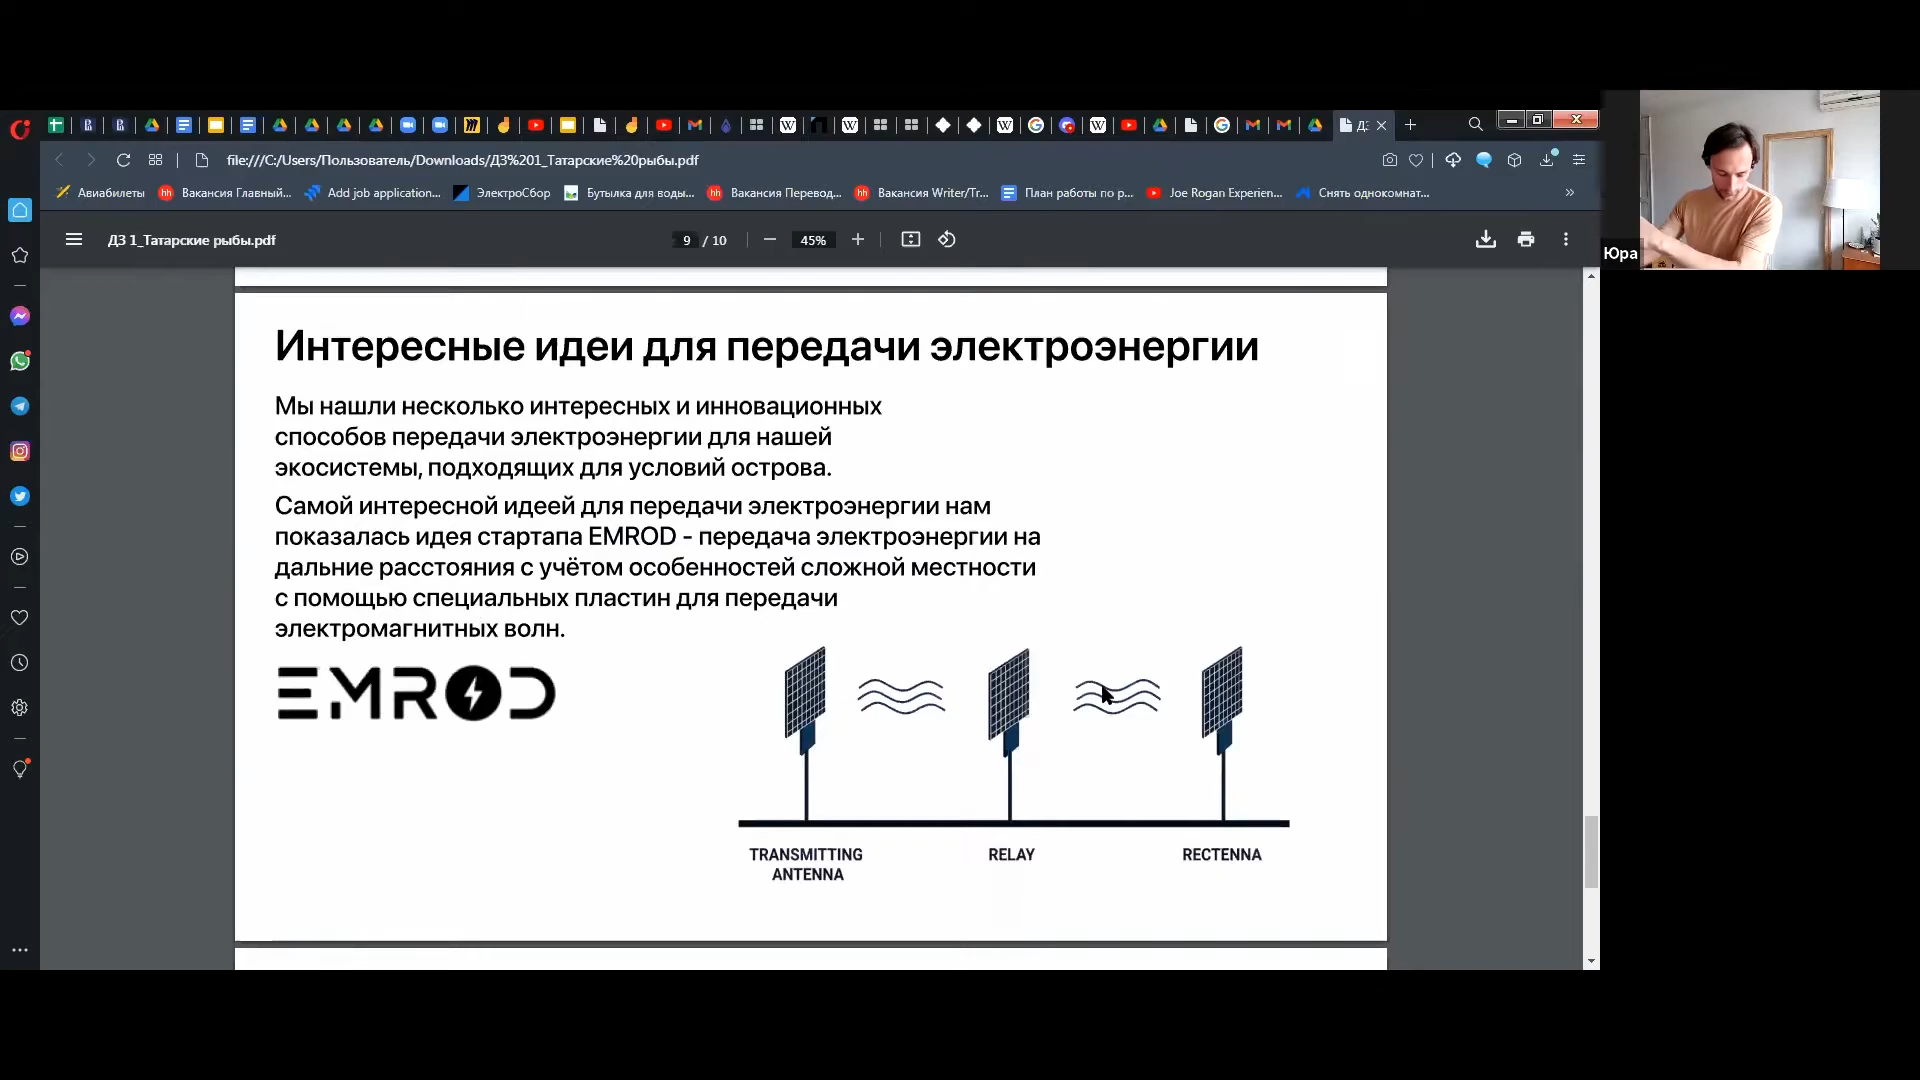 file:///C:/Users/Пользователь/Downloads/ДЗ%201_Татарские%20рыбы.pdf
Авиабилеты
Вакансия Главный...
Add job application...
ЭлектроСбор
Бутылка для воды...
Вакансия Перевод...
Вакансия Writer/Tr...
План работы по р...
Joe Rogan Experien...
Снять однокомнат...
ДЗ 1_Татарские рыбы.pdf
9 / 10
45%
Юра
Интересные идеи для передачи электроэнергии
Мы нашли несколько интересных и инновационных
способов передачи электроэнергии для нашей
экосистемы, подходящих для условий острова.
Самой интересной идеей для передачи электроэнергии нам
показалась идея стартапа EMROD - передача электроэнергии на
дальние расстояния с учётом особенностей сложной местности
с помощью специальных пластин для передачи
электромагнитных волн.
EMROD
TRANSMITTING
ANTENNA
RELAY
RECTENNA